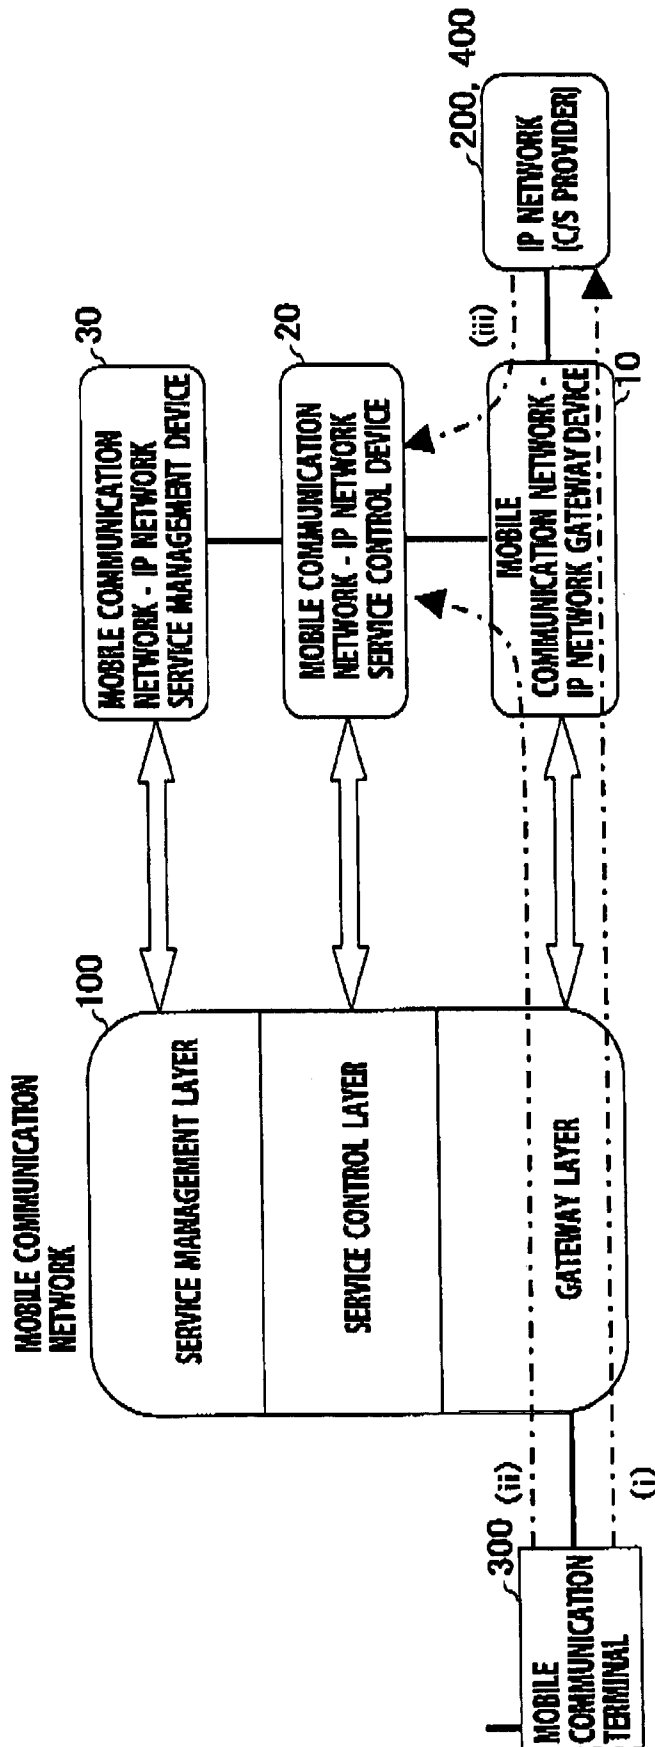 MOBILE COMMUNICATION
NETWORK
100
SERVICE MANAGEMENT LAYER
SERVICE CONTROL LAYER
GATEWAY LAYER
30
MOBILE COMMUNICATION
NETWORK - IP NETWORK
SERVICE MANAGEMENT DEVICE
20
MOBILE COMMUNICATION
NETWORK - IP NETWORK
SERVICE CONTROL DEVICE
MOBILE
COMMUNICATION NETWORK -
IP NETWORK GATEWAY DEVICE
10
200, 400
IP NETWORK
(C/S PROVIDER)
(iii)
300
(ii)
(i)
MOBILE
COMMUNICATION
TERMINAL